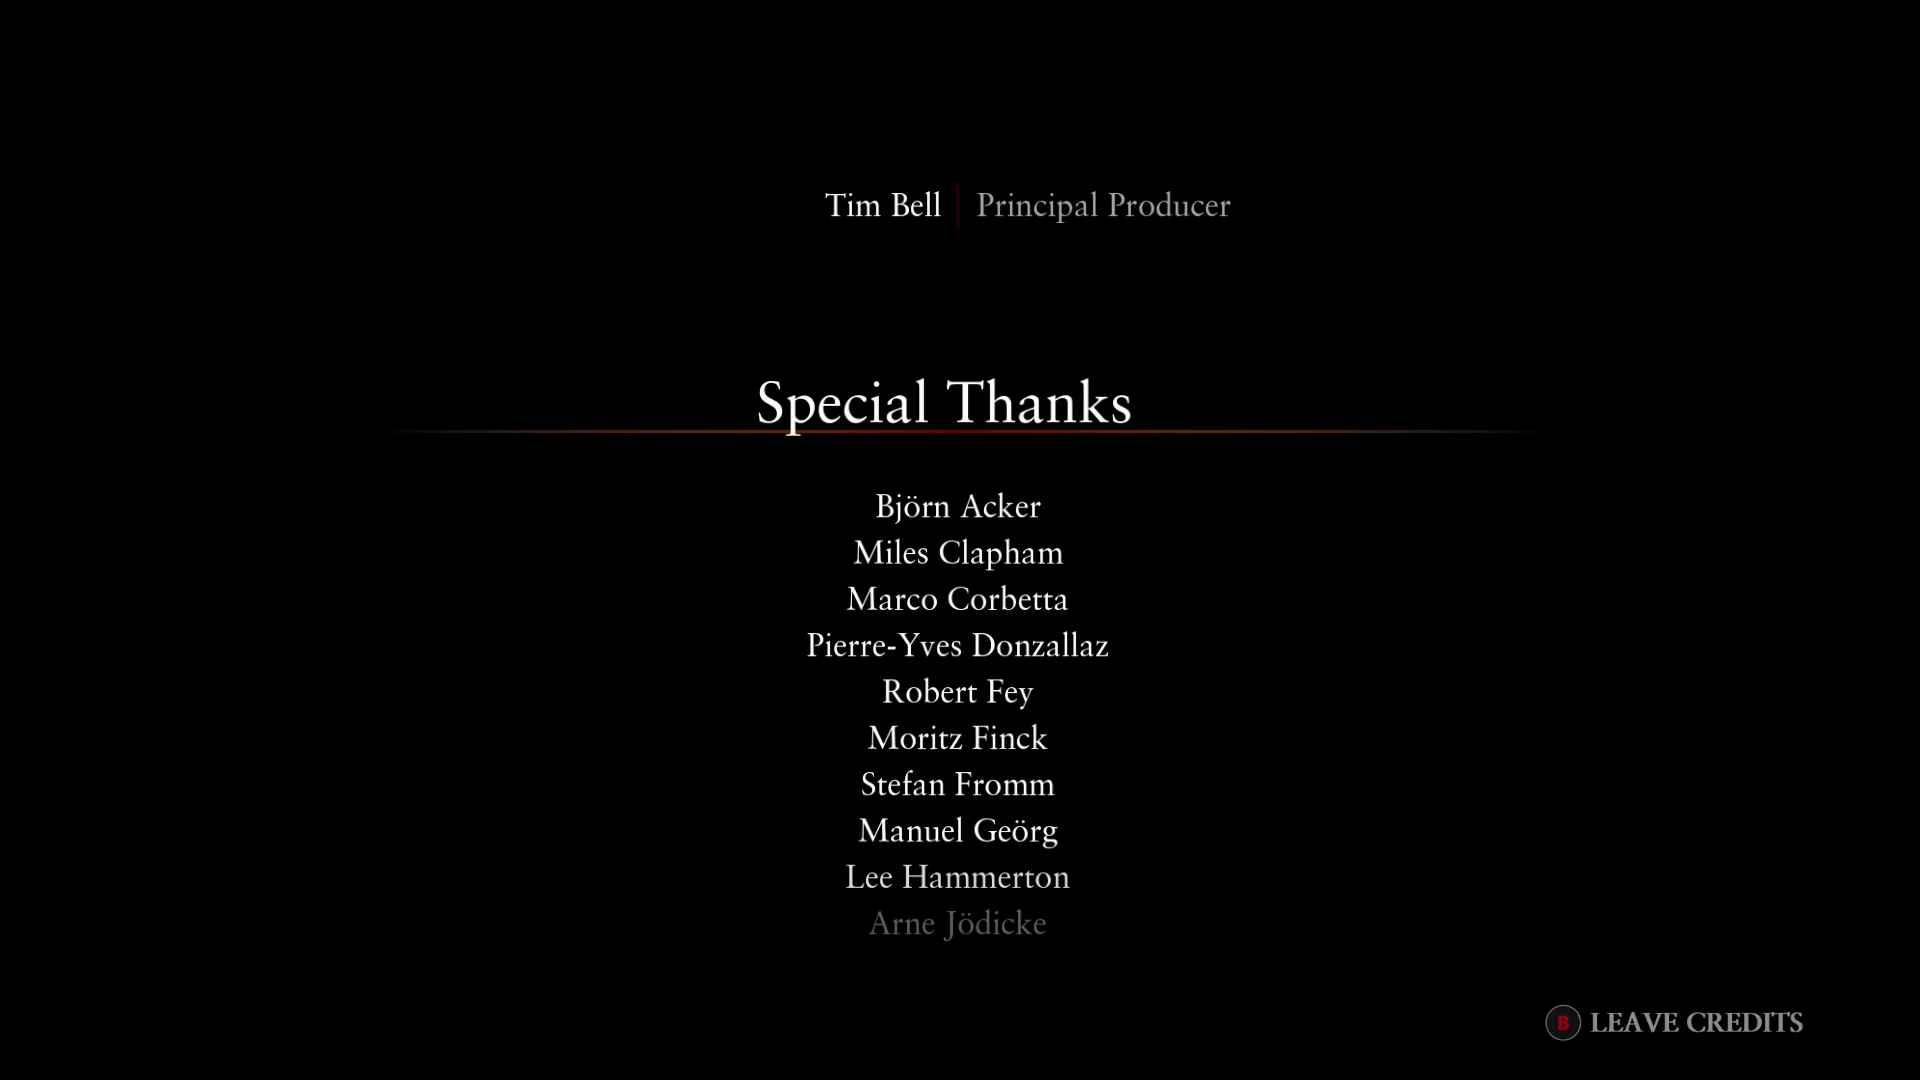 Tim Bell Principal Producer
Special Thanks
Björn Acker
Miles Clapham
Marco Corbetta
Pierre-Yves Donzallaz
Robert Fey
Moritz Finck
Stefan Fromm
Manuel Geörg
Lee Hammerton
Arne Jödicke
B LEAVE CREDITS